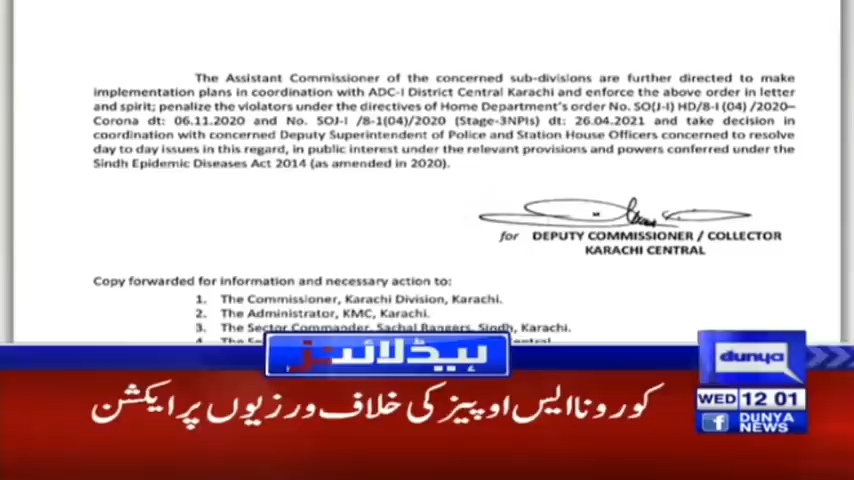 The Assistant Commissioner of the concerned sub-divisions are further directed to make
implementation plans in coordination with ADC-I District Central Karachi and enforce the above order in letter
and spirit; penalize the violators under the directives of Home Department's order No. SO(J-I) HD/8-I (04) /2020–
Corona dt: 06.11.2020 and No. SOJ-I /8-1(04)/2020 (Stage-3NPIs) dt: 26.04.2021 and take decision in
coordination with concerned Deputy Superintendent of Police and Station House Officers concerned to resolve
day to day issues in this regard, in public interest under the relevant provisions and powers conferred under the
Sindh Epidemic Diseases Act 2014 (as amended in 2020).
for DEPUTY COMMISSIONER / COLLECTOR
KARACHI CENTRAL
Copy forwarded for information and necessary action to:
1. The Commissioner, Karachi Division, Karachi.
2. The Administrator, KMC, Karachi.
3. The Sector Commander, Sachal Rangers, Sindh, Karachi.
ہیڈلائنز
کورونا ایس او پیز کی خلاف ورزیوں پر ایکشن
dunya
WED 12 01
DUNYA
NEWS